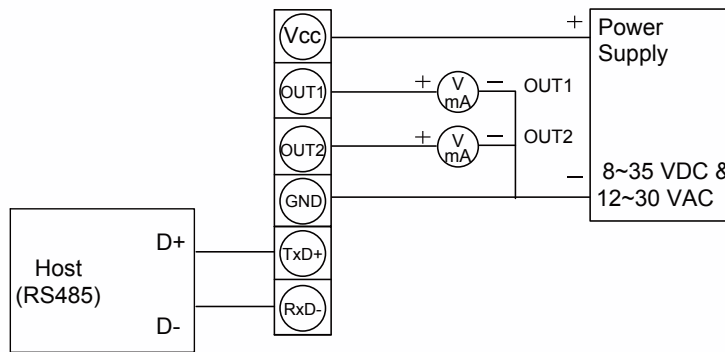 Vcc
+
Power
Supply
OUT1
+
V
mA
−
OUT1
OUT2
+
V
mA
−
OUT2
GND
−
8~35 VDC &
12~30 VAC
D+
TxD+
Host
(RS485)
D-
RxD-